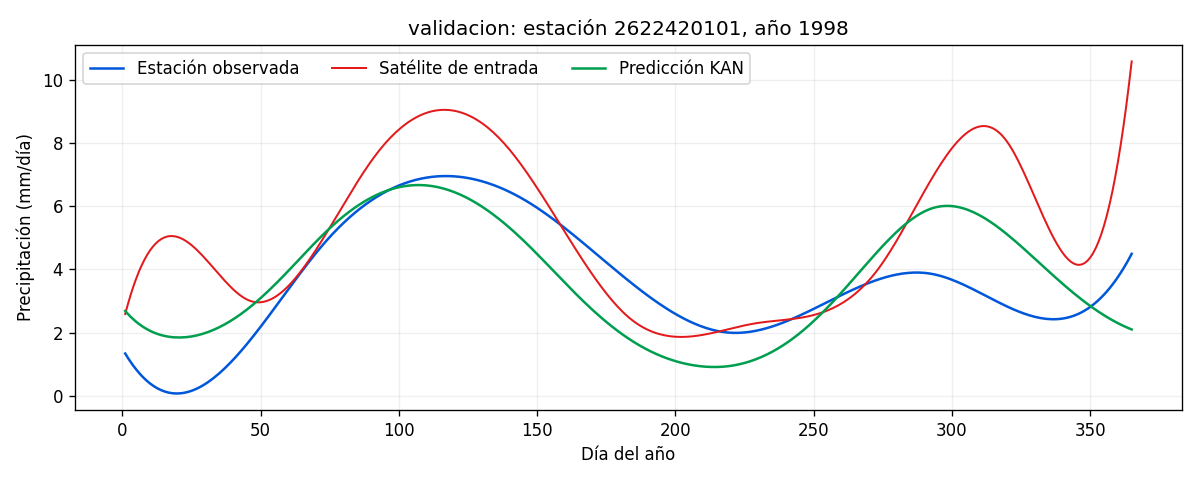 validacion: estación 2622420101, año 1998
Estación observada
Satélite de entrada
Predicción KAN
Precipitación (mm/día)
10
8
6
4
2
0
0
50
100
150
200
250
300
350
Día del año